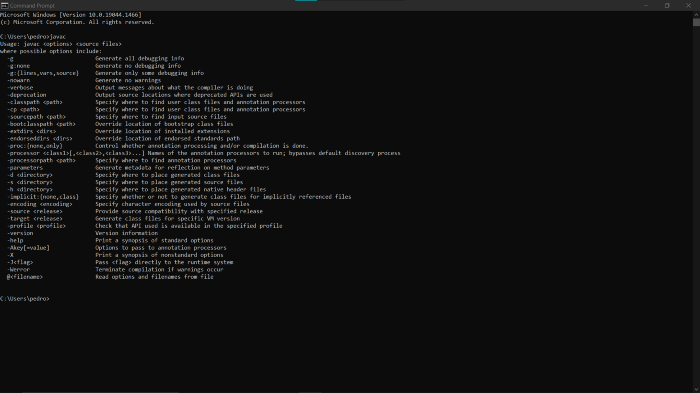 Command Prompt
Microsoft Windows [Version 10.0.19044.1466]
(c) Microsoft Corporation. All rights reserved.
C:\Users\pedro>javac
Usage: javac <options> <source files>
where possible options include:
-g Generate all debugging info
-g:none Generate no debugging info
-g:{lines,vars,source} Generate only some debugging info
-nowarn Generate no warnings
-verbose Output messages about what the compiler is doing
-deprecation Output source locations where deprecated APIs are used
-classpath <path> Specify where to find user class files and annotation processors
-cp <path> Specify where to find user class files and annotation processors
-sourcepath <path> Specify where to find input source files
-bootclasspath <path> Override location of bootstrap class files
-extdirs <dirs> Override location of installed extensions
-endorseddirs <dirs> Override location of endorsed standards path
-proc:{none,only} Control whether annotation processing and/or compilation is done.
-processor <class1>[,<class2>,<class3>...] Names of the annotation processors to run; bypasses default discovery process
-processorpath <path> Specify where to find annotation processors
-parameters Generate metadata for reflection on method parameters
-d <directory> Specify where to place generated class files
-s <directory> Specify where to place generated source files
-h <directory> Specify where to place generated native header files
-implicit:{none,class} Specify whether or not to generate class files for implicitly referenced files
-encoding <encoding> Specify character encoding used by source files
-source <release> Provide source compatibility with specified release
-target <release> Generate class files for specific VM version
-profile <profile> Check that API used is available in the specified profile
-version Version information
-help Print a synopsis of standard options
-Akey[=value] Options to pass to annotation processors
-X Print a synopsis of nonstandard options
-J<flag> Pass <flag> directly to the runtime system
-Werror Terminate compilation if warnings occur
@<filename> Read options and filenames from file
C:\Users\pedro>